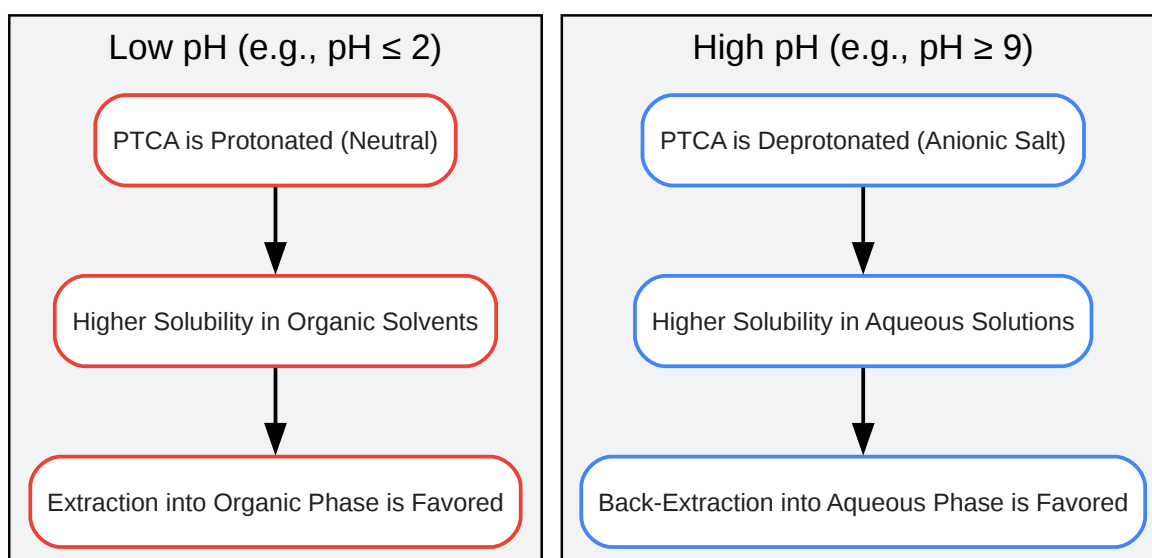 Low pH (e.g., pH ≤ 2)
PTCA is Protonated (Neutral)
Higher Solubility in Organic Solvents
Extraction into Organic Phase is Favored
High pH (e.g., pH ≥ 9)
PTCA is Deprotonated (Anionic Salt)
Higher Solubility in Aqueous Solutions
Back-Extraction into Aqueous Phase is Favored